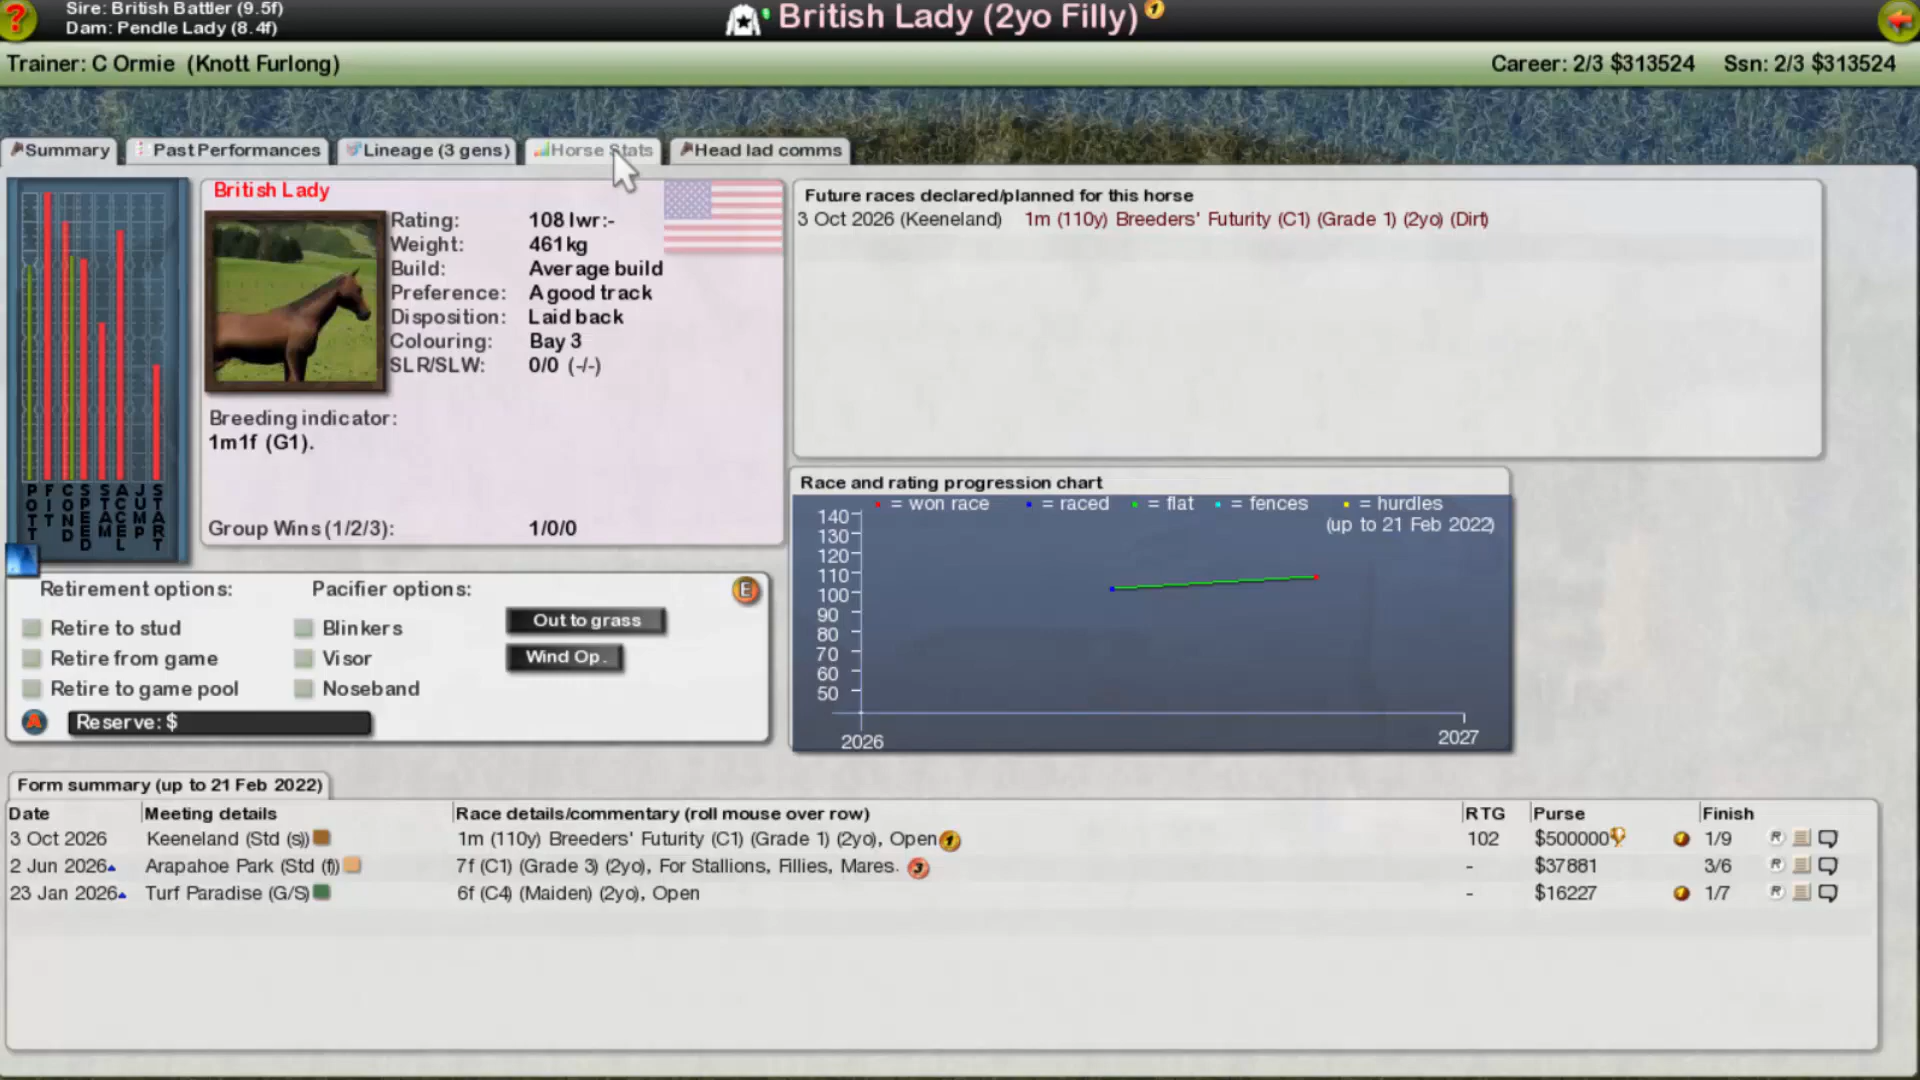 Sire: British Battler (9.5f)
Dam: Pendle Lady (8.4f)
British Lady (2yo Filly)
Trainer: C Ormie (Knott Furlong)
Career: 2/3 $313524 Ssn: 2/3 $313524
Summary
Past Performances
Lineage (3 gens)
Horse Stats
Head lad comms
POTT
FIT
COND
SPEED
STAM
ACCEL
JUMP
START
British Lady
Rating: 108 lwr:-
Weight: 461kg
Build: Average build
Preference: A good track
Disposition: Laid back
Colouring: Bay 3
SLR/SLW: 0/0 (-/-)
Breeding indicator:
1m1f (G1).
Group Wins (1/2/3): 1/0/0
Future races declared/planned for this horse
3 Oct 2026 (Keeneland) 1m (110y) Breeders' Futurity (C1) (Grade 1) (2yo) (Dirt)
Race and rating progression chart
= won race = raced = flat = fences = hurdles
(up to 21 Feb 2022)
140
130
120
110
100
90
80
70
60
50
2026
2027
Retirement options:
Retire to stud
Retire from game
Retire to game pool
Pacifier options:
Blinkers
Visor
Noseband
Out to grass
Wind Op.
E
A
Reserve: $
Form summary (up to 21 Feb 2022)
Date Meeting details Race details/commentary (roll mouse over row) RTG Purse Finish
3 Oct 2026 Keeneland (Std (s)) 1m (110y) Breeders' Futurity (C1) (Grade 1) (2yo), Open 1 102 $500000 1/9 R
2 Jun 2026 Arapahoe Park (Std (f)) 7f (C1) (Grade 3) (2yo), For Stallions, Fillies, Mares. 3 - $37881 3/6 R
23 Jan 2026 Turf Paradise (G/S) 6f (C4) (Maiden) (2yo), Open - $16227 1/7 R